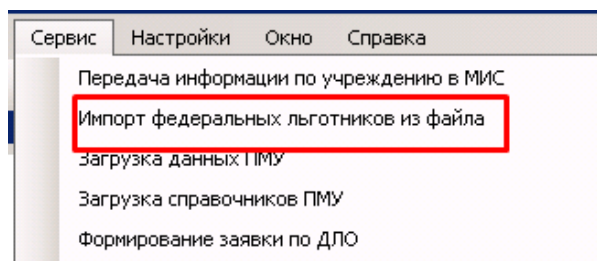 Сервис Настройки Окно Справка
Передача информации по учреждению в МИС
Импорт федеральных льготников из файла
Загрузка данных ПМУ
Загрузка справочников ПМУ
Формирование заявки по ДЛО